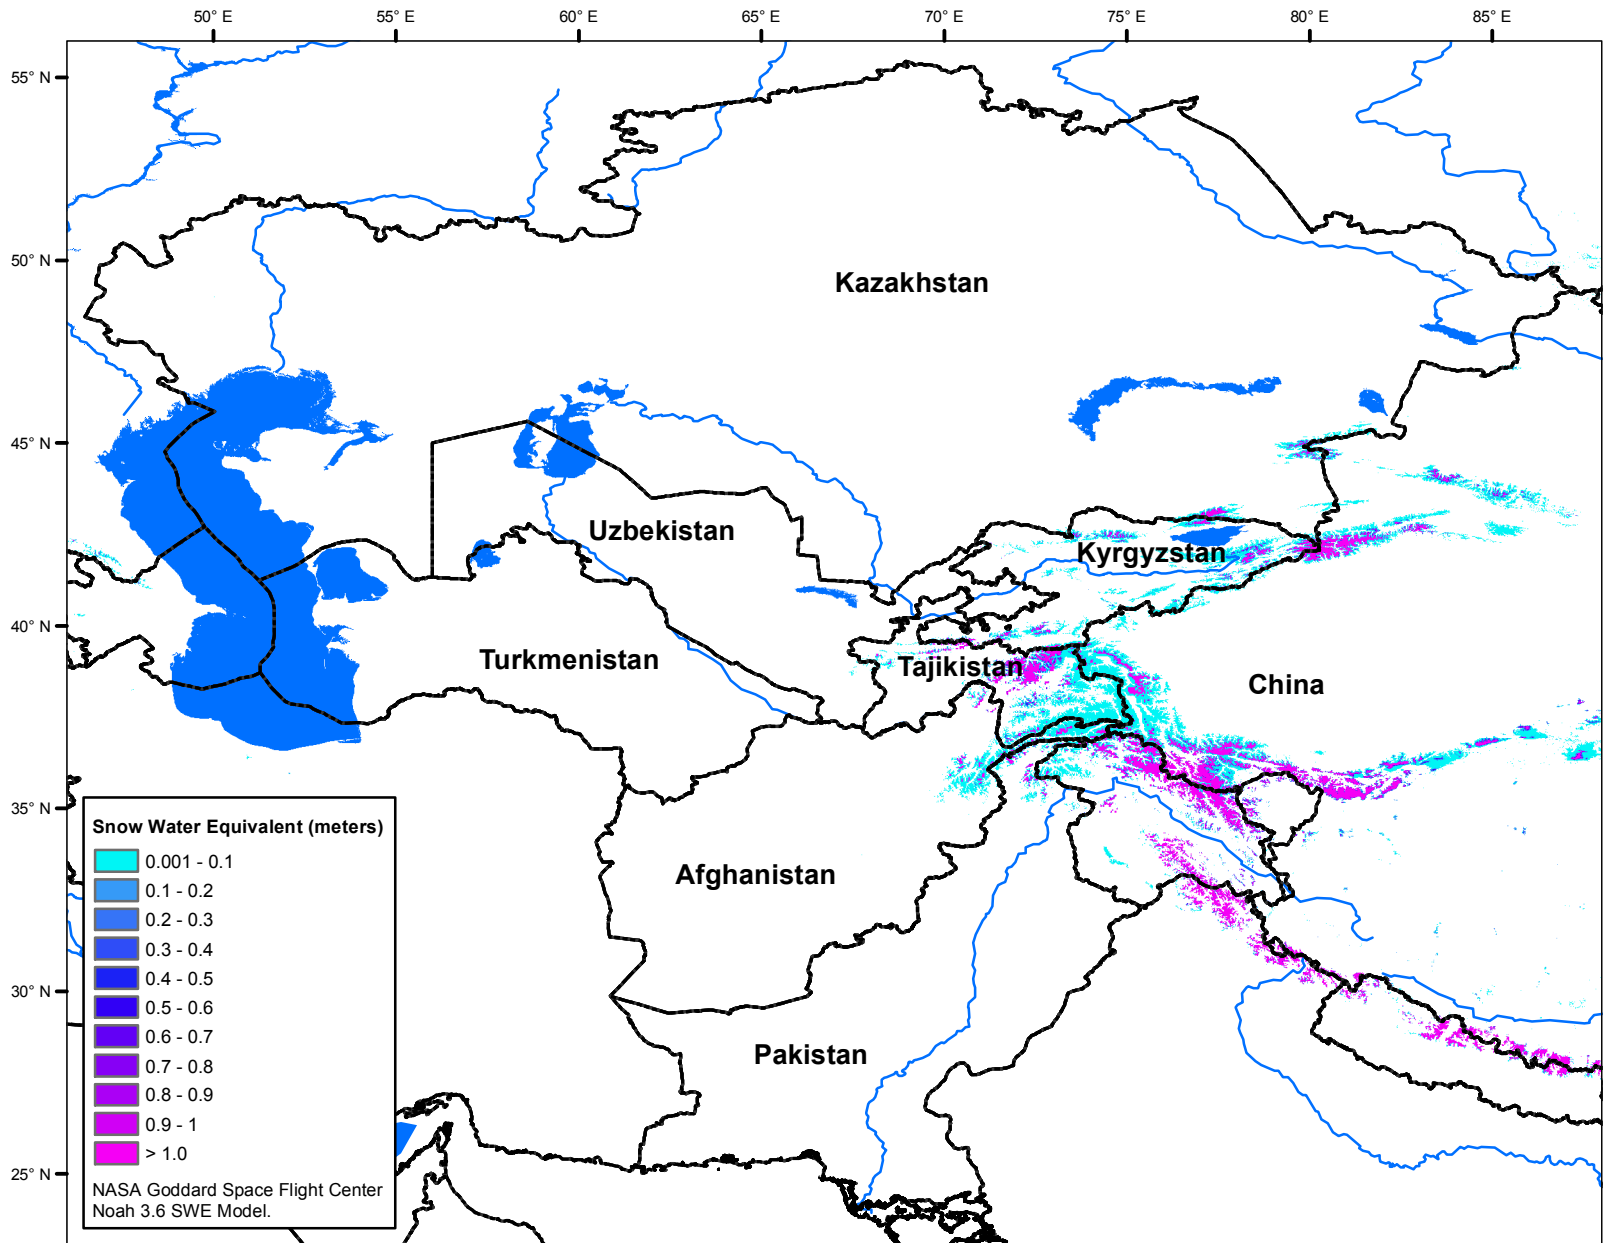 50° E 55° E 60° E 65° E 70° E 75° E 80° E 85° E
55° N
50° N
45° N
40° N
35° N
30° N
25° N
Kazakhstan
Uzbekistan
Kyrgyzstan
Turkmenistan
Tajikistan
China
Afghanistan
Pakistan
Snow Water Equivalent (meters)
0.001 - 0.1
0.1 - 0.2
0.2 - 0.3
0.3 - 0.4
0.4 - 0.5
0.5 - 0.6
0.6 - 0.7
0.7 - 0.8
0.8 - 0.9
0.9 - 1
> 1.0
NASA Goddard Space Flight Center
Noah 3.6 SWE Model.